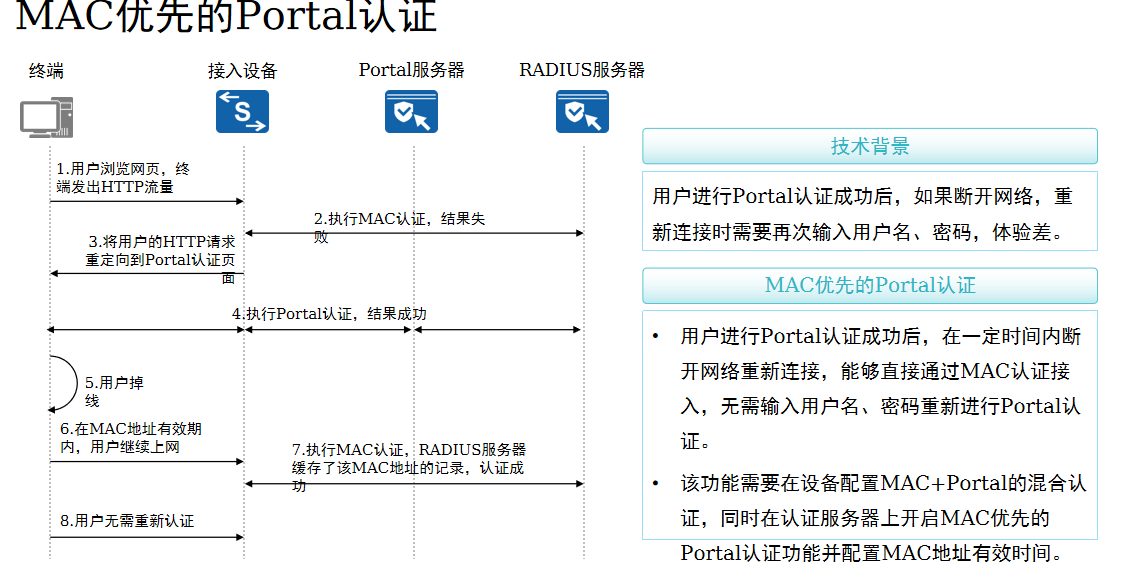 MAC优先的Portal认证
终端
接入设备
Portal服务器
RADIUS服务器
S
1.用户浏览网页，终
端发出HTTP流量
2.执行MAC认证，结果失
败
3.将用户的HTTP请求
重定向到Portal认证页
面
4.执行Portal认证，结果成功
5.用户掉
线
6.在MAC地址有效期
内，用户继续上网
7.执行MAC认证，RADIUS服务器
缓存了该MAC地址的记录，认证成
功
8.用户无需重新认证
技术背景
用户进行Portal认证成功后，如果断开网络，重
新连接时需要再次输入用户名、密码，体验差。
MAC优先的Portal认证
• 用户进行Portal认证成功后，在一定时间内断
开网络重新连接，能够直接通过MAC认证接
入，无需输入用户名、密码重新进行Portal认
证。
• 该功能需要在设备配置MAC+Portal的混合认
证，同时在认证服务器上开启MAC优先的
Portal认证功能并配置MAC地址有效时间。